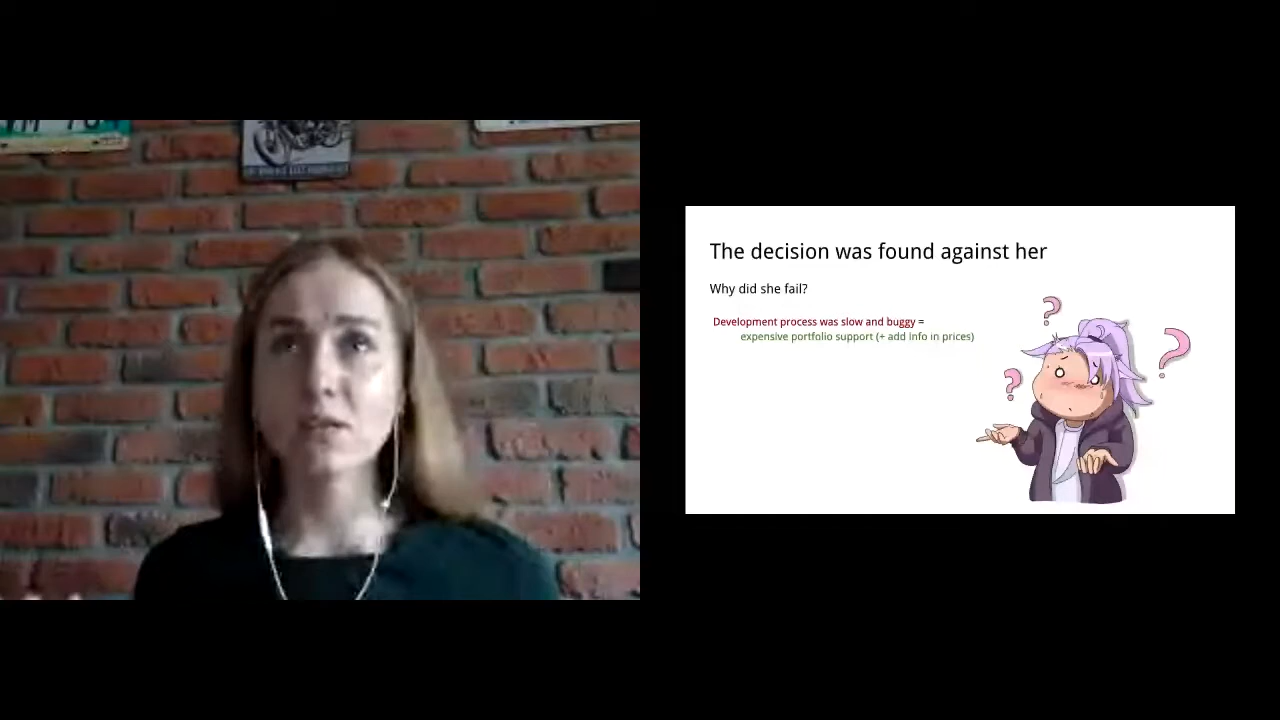 The decision was found against her
Why did she fail?
Development process was slow and buggy =
expensive portfolio support (+ add info in prices)